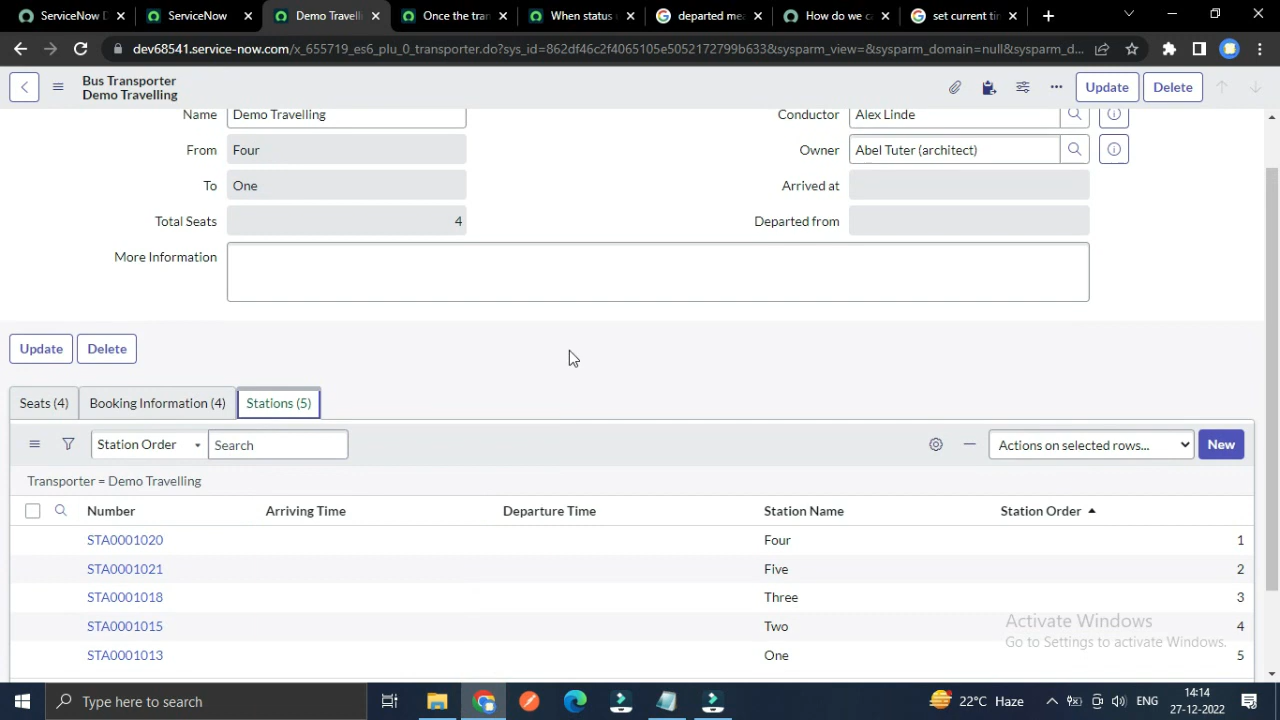 ServiceNow D
ServiceNow
Demo Travelli
Once the tran
When status u
departed mea
How do we ca
set current tim
dev68541.service-now.com/x_655719_es6_plu_0_transporter.do?sys_id=862df46c2f4065105e5052172799b633&sysparm_view=&sysparm_domain=null&sysparm_d...
Bus Transporter
Demo Travelling
Update
Delete
Name
Demo Travelling
Conductor
Alex Linde
From
Four
Owner
Abel Tuter (architect)
To
One
Arrived at
Total Seats
4
Departed from
More Information
Update
Delete
Seats (4)
Booking Information (4)
Stations (5)
Station Order
Search
Actions on selected rows...
New
Transporter = Demo Travelling
Number Arriving Time Departure Time Station Name Station Order
STA0001020 Four 1
STA0001021 Five 2
STA0001018 Three 3
STA0001015 Two 4
STA0001013 One 5
Activate Windows
Go to Settings to activate Windows.
Type here to search
22°C Haze
ENG
14:14
27-12-2022